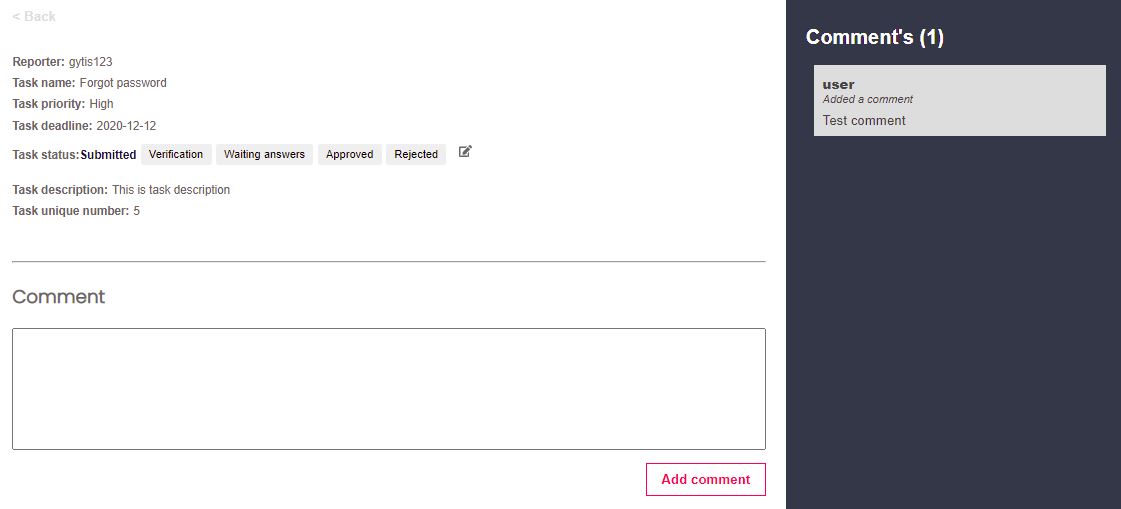 < Back
Reporter: gytis123
Task name: Forgot password
Task priority: High
Task deadline: 2020-12-12
Task status:Submitted Verification Waiting answers Approved Rejected
Task description: This is task description
Task unique number: 5
Comment
Add comment
Comment's (1)
user
Added a comment
Test comment